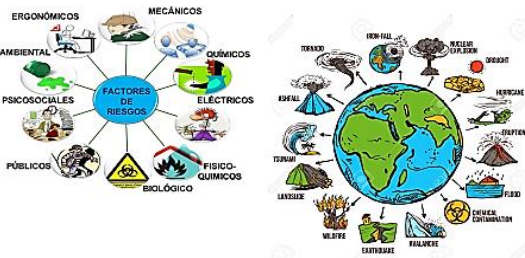 ERGONÓMICOS
MECÁNICOS
AMBIENTAL
QUÍMICOS
PSICOSOCIALES
FACTORES
DE
RIESGOS
ELÉCTRICOS
PÚBLICOS
BIOLÓGICO
FISICO-
QUIMICOS
TORNADO
IRON-FALL
NUCLEAR
EXPLOSION
DROUGHT
ASHFALL
HURRICANE
TSUNAMI
ERUPTION
LANDSLIDE
FLOOD
WILDFIRE
EARTHQUAKE
AVALANCHE
CHEMICAL
CONTAMINATION